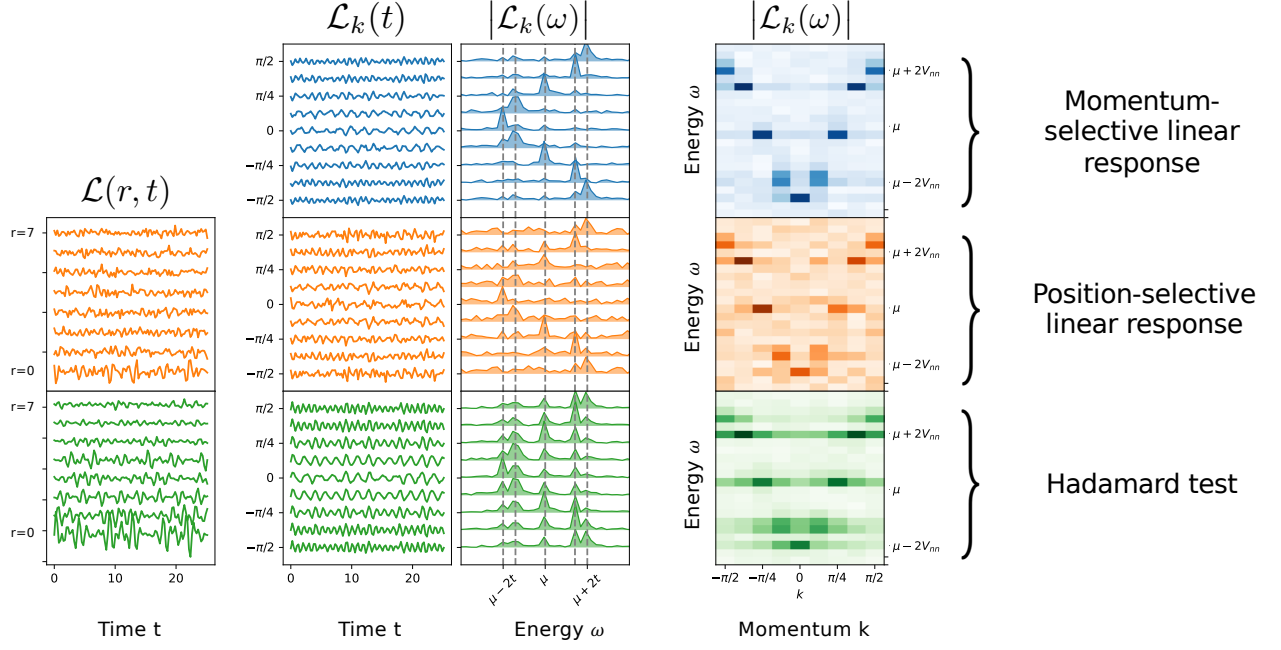 𝓛_k(t)
|𝓛_k(ω)|
|𝓛_k(ω)|
𝓛(r, t)
r=7
r=0
r=7
r=0
0
10
20
Time t
π/2
π/4
0
−π/4
−π/2
π/2
π/4
0
−π/4
−π/2
π/2
π/4
0
−π/4
−π/2
0
10
20
Time t
μ − 2t
μ
μ + 2t
Energy ω
Energy ω
μ + 2V_nn
μ
μ − 2V_nn
Energy ω
μ + 2V_nn
μ
μ − 2V_nn
Energy ω
μ + 2V_nn
μ
μ − 2V_nn
−π/2
−π/4
0
π/4
π/2
k
Momentum k
Momentum-
selective linear
response
Position-selective
linear response
Hadamard test